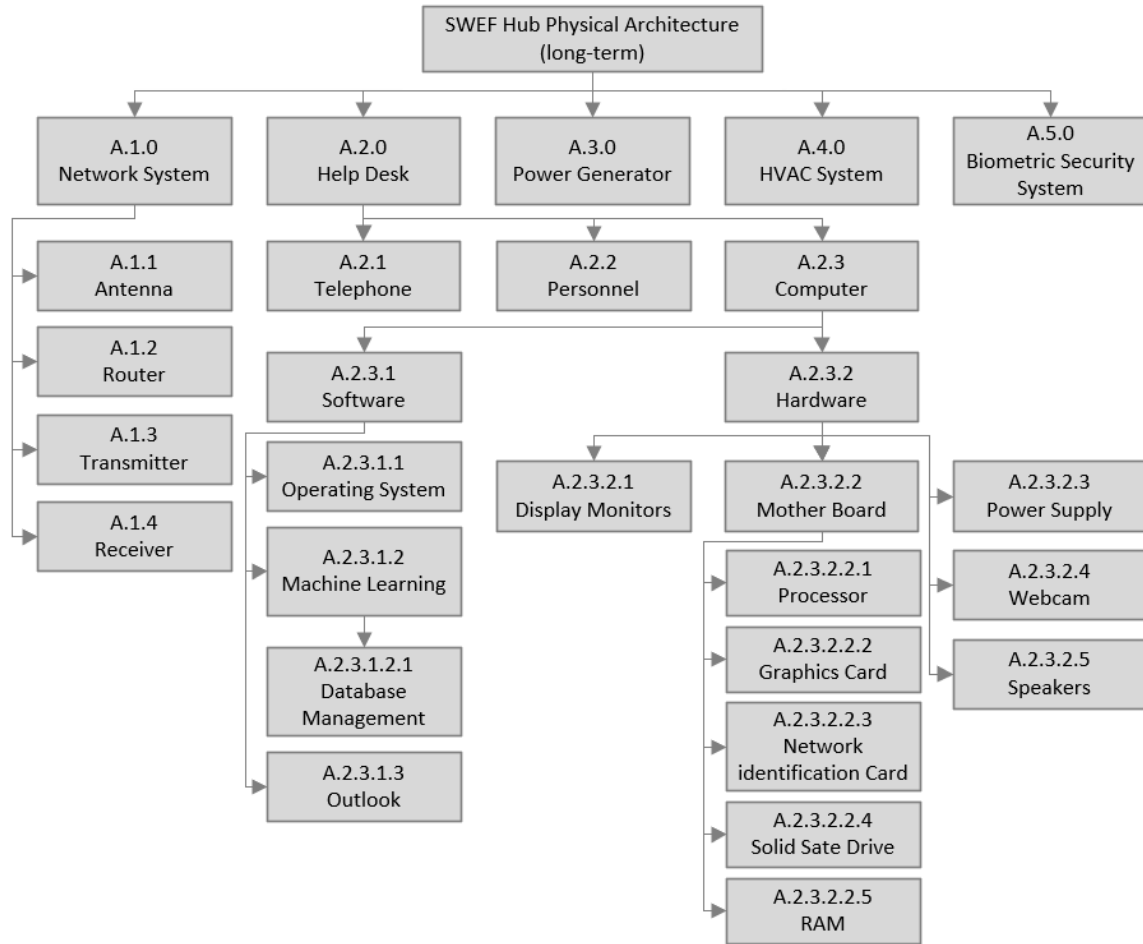 SWEF Hub Physical Architecture
(long-term)
A.1.0
Network System
A.2.0
Help Desk
A.3.0
Power Generator
A.4.0
HVAC System
A.5.0
Biometric Security
System
A.1.1
Antenna
A.1.2
Router
A.1.3
Transmitter
A.1.4
Receiver
A.2.1
Telephone
A.2.2
Personnel
A.2.3
Computer
A.2.3.1
Software
A.2.3.1.1
Operating System
A.2.3.1.2
Machine Learning
A.2.3.1.2.1
Database
Management
A.2.3.1.3
Outlook
A.2.3.2
Hardware
A.2.3.2.1
Display Monitors
A.2.3.2.2
Mother Board
A.2.3.2.2.1
Processor
A.2.3.2.2.2
Graphics Card
A.2.3.2.2.3
Network
identification Card
A.2.3.2.2.4
Solid Sate Drive
A.2.3.2.2.5
RAM
A.2.3.2.3
Power Supply
A.2.3.2.4
Webcam
A.2.3.2.5
Speakers